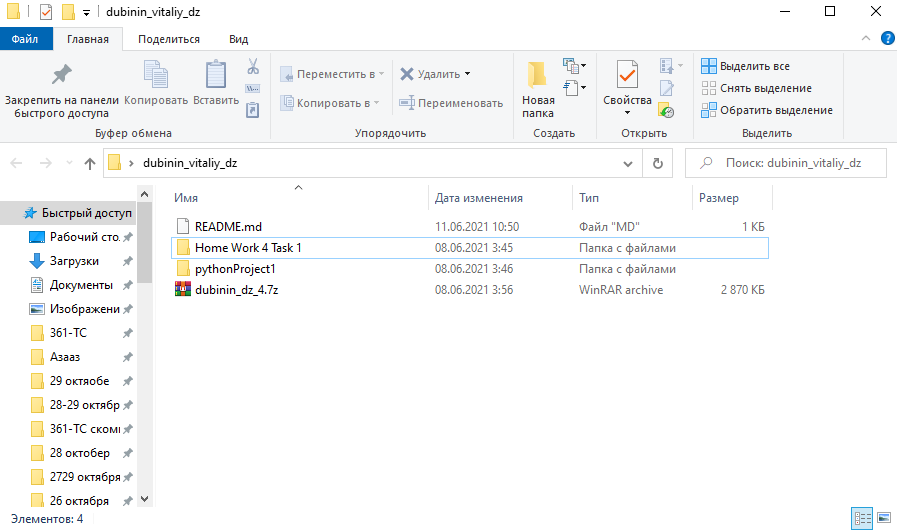 dubinin_vitaliy_dz
Файл Главная Поделиться Вид
Закрепить на панели быстрого доступа
Копировать
Вставить
Буфер обмена
Переместить в
Копировать в
Удалить
Переименовать
Упорядочить
Новая папка
Создать
Свойства
Открыть
Выделить все
Снять выделение
Обратить выделение
Выделить
dubinin_vitaliy_dz
Поиск: dubinin_vitaliy_dz
Имя Дата изменения Тип Размер
README.md 11.06.2021 10:50 Файл "MD" 1 КБ
Home Work 4 Task 1 08.06.2021 3:45 Папка с файлами
pythonProject1 08.06.2021 3:46 Папка с файлами
dubinin_dz_4.7z 08.06.2021 3:56 WinRAR archive 2 870 КБ
Быстрый доступ
Рабочий сто.
Загрузки
Документы
Изображени
361-ТС
Азааз
29 октяобе
28-29 октябр
361-ТС скомп
28 октобер
2729 октября
26 октября
Элементов: 4